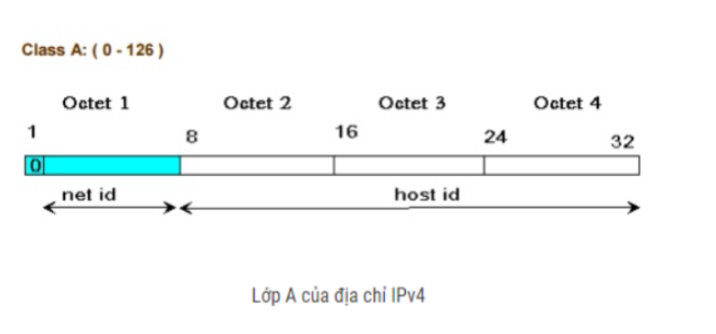 Class A: ( 0 - 126 )
Octet 1 Octet 2 Octet 3 Octet 4
1 8 16 24 32
0
net id host id
Lớp A của địa chỉ IPv4